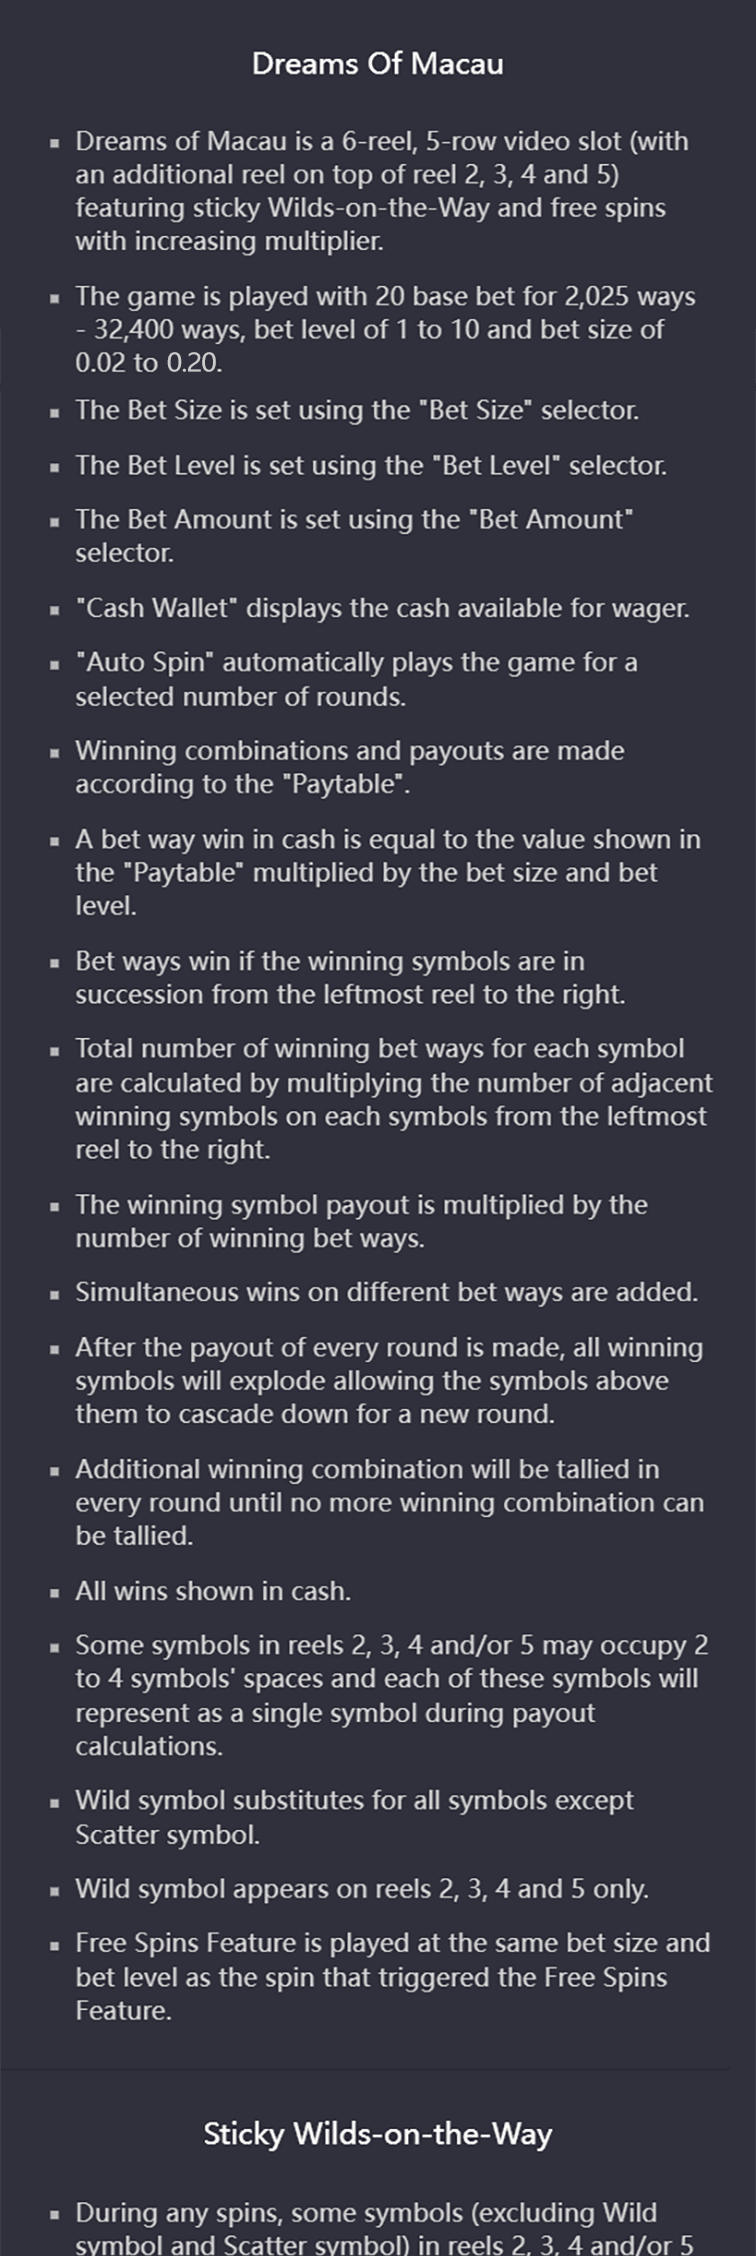 Dreams Of Macau
▪ Dreams of Macau is a 6-reel, 5-row video slot (with
an additional reel on top of reel 2, 3, 4 and 5)
featuring sticky Wilds-on-the-Way and free spins
with increasing multiplier.
▪ The game is played with 20 base bet for 2,025 ways
- 32,400 ways, bet level of 1 to 10 and bet size of
0.02 to 0.20.
▪ The Bet Size is set using the "Bet Size" selector.
▪ The Bet Level is set using the "Bet Level" selector.
▪ The Bet Amount is set using the "Bet Amount"
selector.
▪ "Cash Wallet" displays the cash available for wager.
▪ "Auto Spin" automatically plays the game for a
selected number of rounds.
▪ Winning combinations and payouts are made
according to the "Paytable".
▪ A bet way win in cash is equal to the value shown in
the "Paytable" multiplied by the bet size and bet
level.
▪ Bet ways win if the winning symbols are in
succession from the leftmost reel to the right.
▪ Total number of winning bet ways for each symbol
are calculated by multiplying the number of adjacent
winning symbols on each symbols from the leftmost
reel to the right.
▪ The winning symbol payout is multiplied by the
number of winning bet ways.
▪ Simultaneous wins on different bet ways are added.
▪ After the payout of every round is made, all winning
symbols will explode allowing the symbols above
them to cascade down for a new round.
▪ Additional winning combination will be tallied in
every round until no more winning combination can
be tallied.
▪ All wins shown in cash.
▪ Some symbols in reels 2, 3, 4 and/or 5 may occupy 2
to 4 symbols' spaces and each of these symbols will
represent as a single symbol during payout
calculations.
▪ Wild symbol substitutes for all symbols except
Scatter symbol.
▪ Wild symbol appears on reels 2, 3, 4 and 5 only.
▪ Free Spins Feature is played at the same bet size and
bet level as the spin that triggered the Free Spins
Feature.
Sticky Wilds-on-the-Way
▪ During any spins, some symbols (excluding Wild
symbol and Scatter symbol) in reels 2, 3, 4 and/or 5